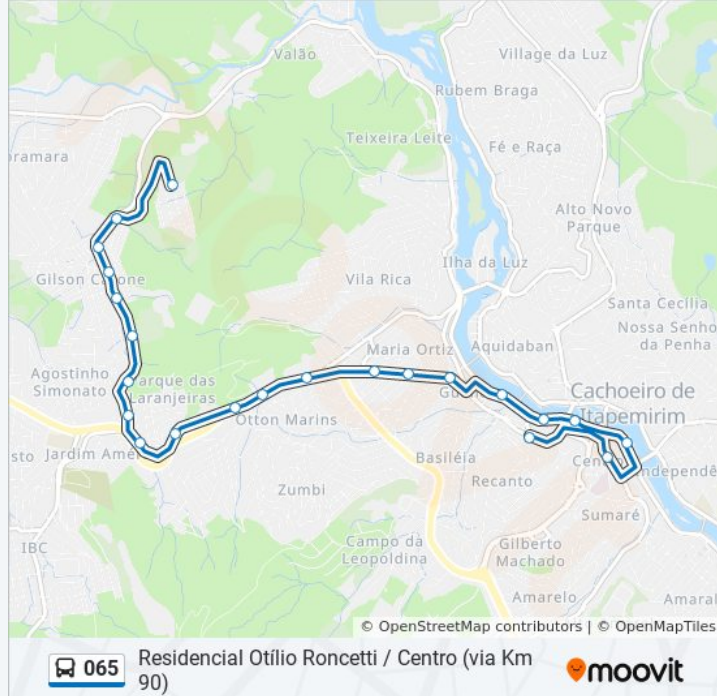 Valão
Village da Luz
Rubem Braga
Teixeira Leite
Fé e Raça
oramara
Alto Novo
Parque
Ilha da Luz
Gilson Carone
Vila Rica
Santa Cecília
Nossa Senho
da Penha
Maria Ortiz
Aquidaban
Agostinho
Simonato
Parque das
Laranjeiras
Cachoeiro de
Itapemirim
Gu
Otton Marins
sto
Jardim Amé
Basiléia
Centro
Independê
Recanto
Zumbi
Sumaré
IBC
Campo da
Leopoldina
Gilberto
Machado
Amarelo
Amaral
© OpenStreetMap contributors | © OpenMapTiles
065
Residencial Otílio Roncetti / Centro (via Km
90)
moovit